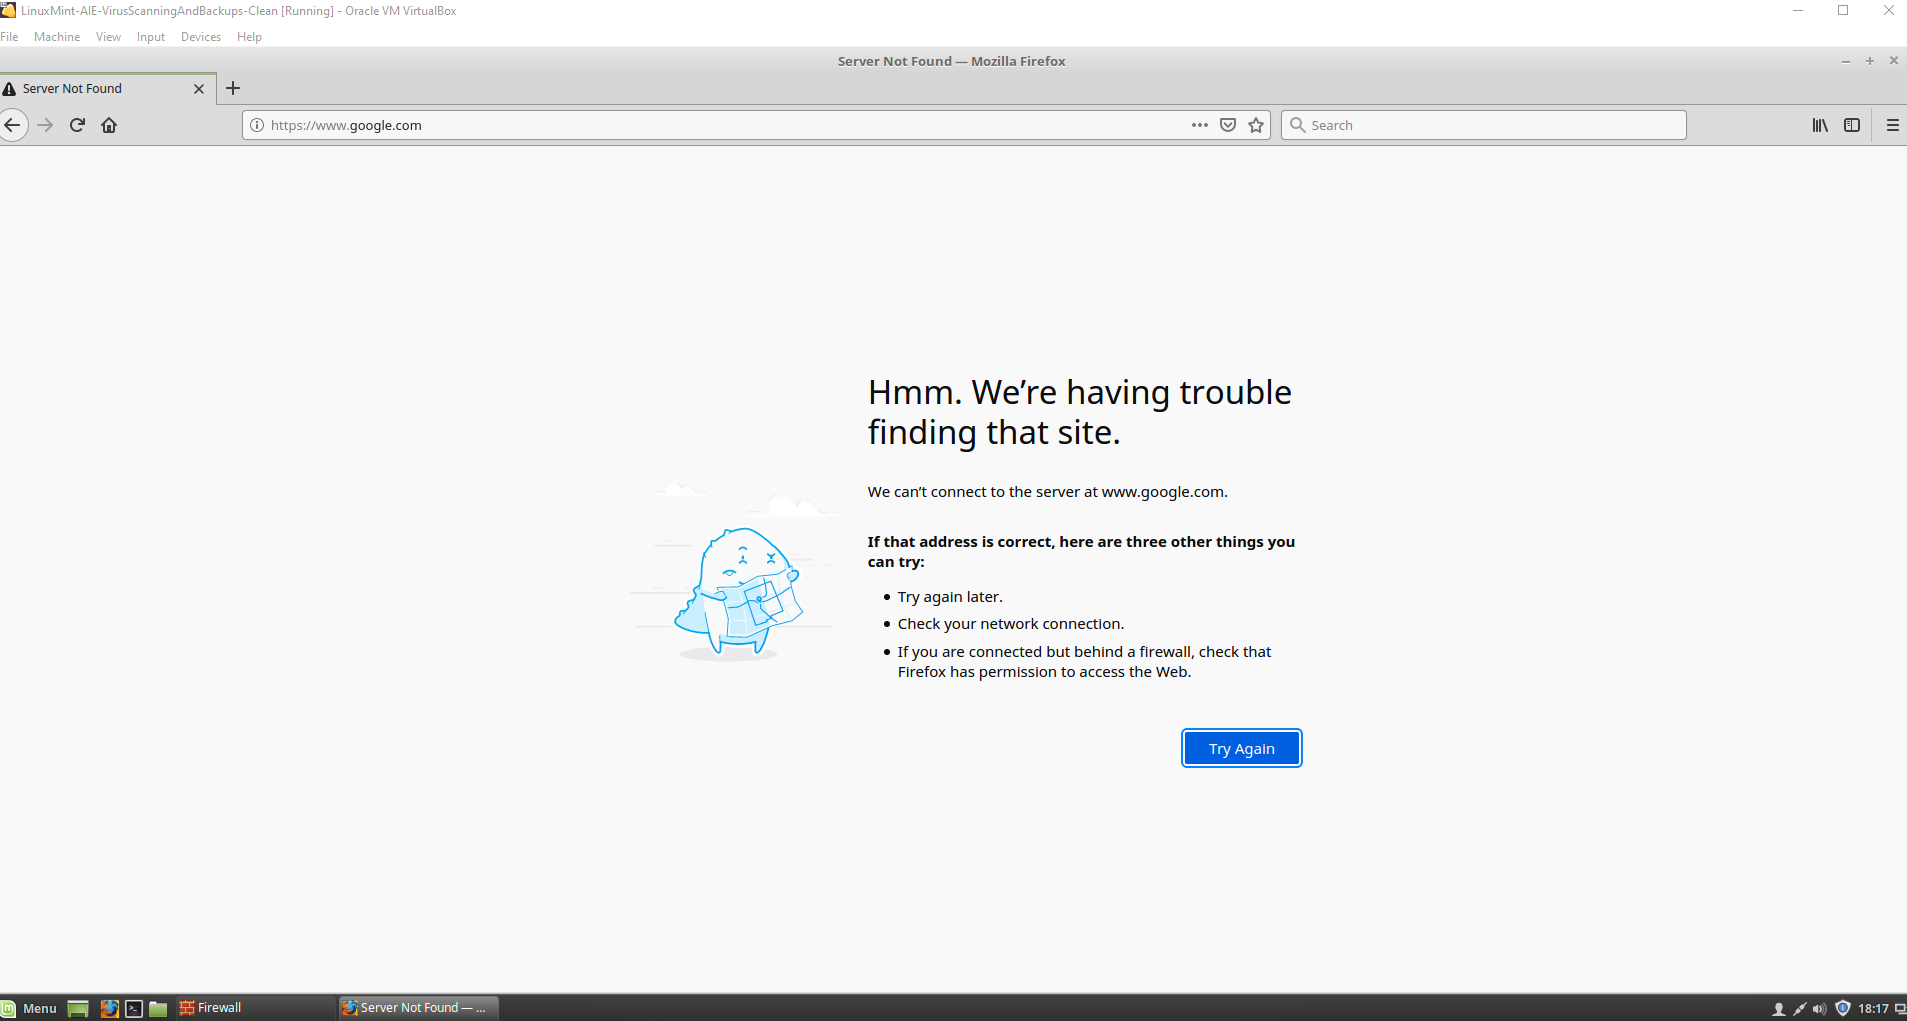 LinuxMint-AIE-VirusScanningAndBackups-Clean [Running] - Oracle VM VirtualBox
File Machine View Input Devices Help
Server Not Found — Mozilla Firefox
Server Not Found
https://www.google.com
Search
Hmm. We’re having trouble
finding that site.
We can’t connect to the server at www.google.com.
If that address is correct, here are three other things you
can try:
Try again later.
Check your network connection.
If you are connected but behind a firewall, check that
Firefox has permission to access the Web.
Try Again
Menu Firewall Server Not Found — ... 18:17